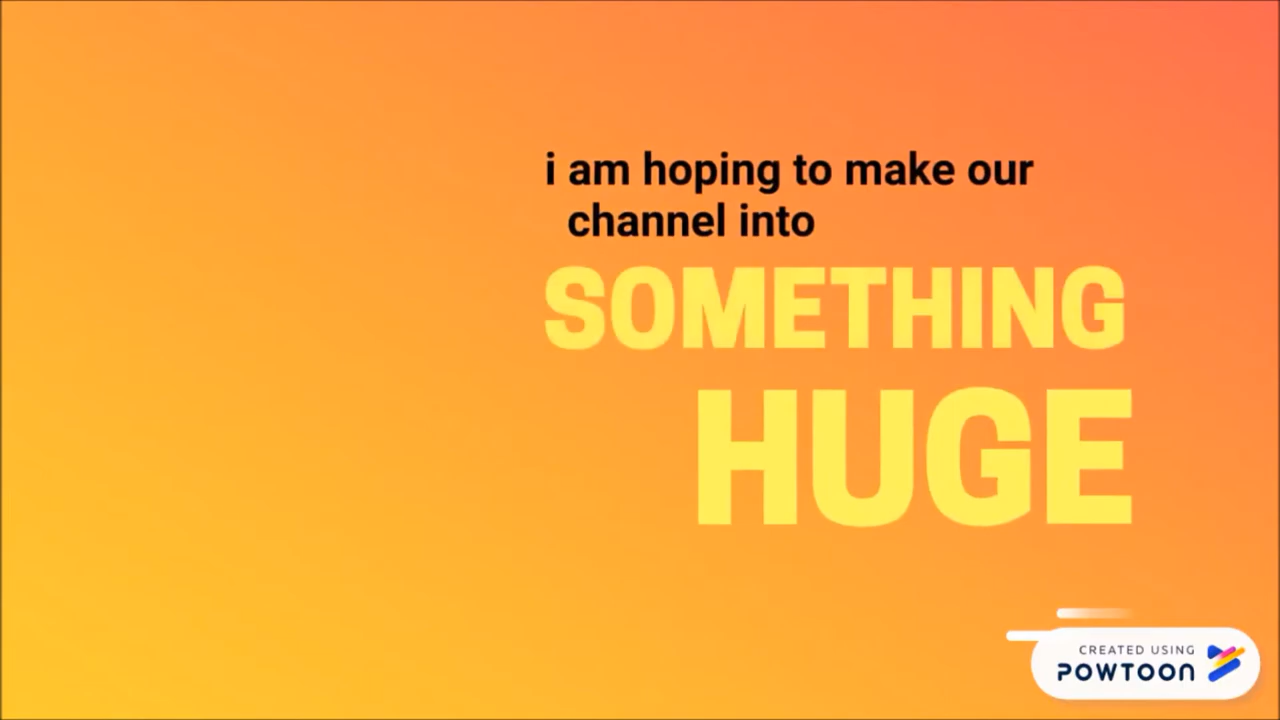 i am hoping to make our
channel into
SOMETHING
HUGE
CREATED USING
POWTOON